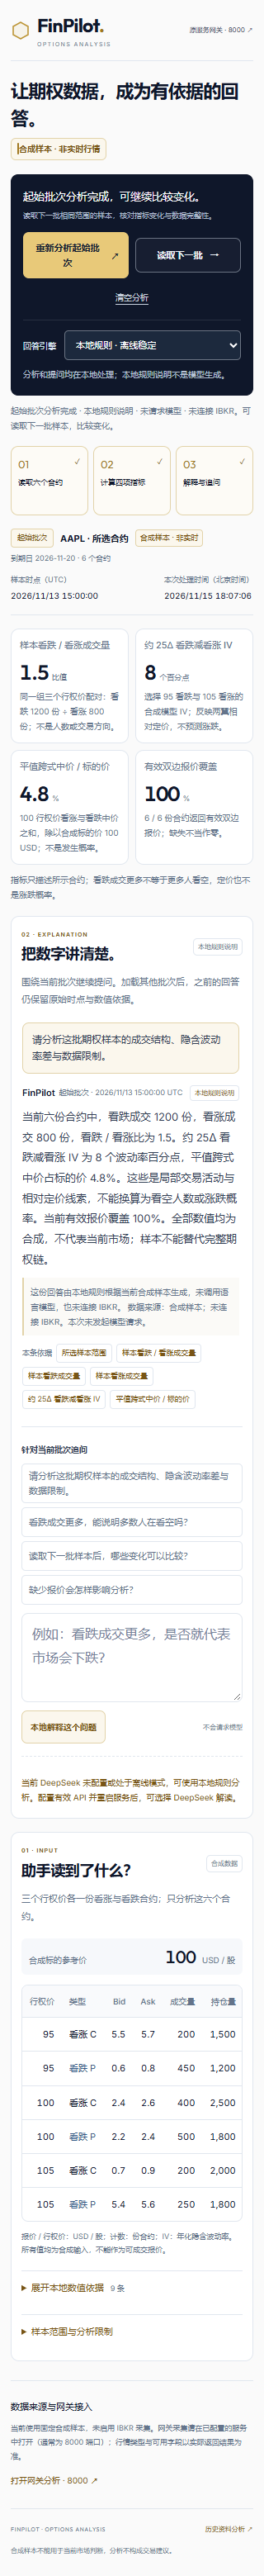 FinPilot.
OPTIONS ANALYSIS
原服务网关 · 8000 ↗
让期权数据，成为有依据的回
答。
合成样本 · 非实时行情
起始批次分析完成，可继续比较变化。
读取下一批相同范围的样本，核对指标变化与数据完整性。
重新分析起始批
次 ↗
读取下一批 →
清空分析
回答引擎 本地规则 · 离线稳定
分析和提问均在本地处理；本地规则说明不是模型生成。
起始批次分析完成 · 本地规则说明 · 未请求模型 · 未连接 IBKR。可
读取下一批样本，比较变化。
01 ✓
读取六个合约
02 ✓
计算四项指标
03 ✓
解释与追问
起始批次 AAPL · 所选合约 合成样本 · 非实时
到期日 2026-11-20 · 6 个合约
样本时点（UTC）
2026/11/13 15:00:00
本次处理时间（北京时间）
2026/11/15 18:07:06
样本看跌 / 看涨成交量
1.5 比值
同一组三个行权价配对：看
跌 1200 份 ÷ 看涨 800
份；不是人数或交易方向。
约 25Δ 看跌减看涨 IV
8 个百分点
选择 95 看跌与 105 看涨的
合成模型 IV；反映两翼相
对定价，不预测涨跌。
平值跨式中价 / 标的价
4.8 %
100 行权价看涨与看跌中价
之和，除以合成标的价 100
USD；不是发生概率。
有效双边报价覆盖
100 %
6 / 6 份合约返回有效双边
报价；缺失不当作零。
指标只描述所示合约；看跌成交更多不等于更多人看空，定价也不
是涨跌概率。
02 · EXPLANATION
把数字讲清楚。
本地规则说明
围绕当前批次继续提问。加载其他批次后，之前的回答
仍保留原始时点与数值依据。
请分析这批期权样本的成交结构、隐含波动
率差与数据限制。
FinPilot 起始批次 · 2026/11/13 15:00:00 UTC 本地规则说明
当前六份合约中，看跌成交 1200 份，看涨成
交 800 份，看跌 / 看涨比为 1.5。约 25Δ 看
跌减看涨 IV 为 8 个波动率百分点，平值跨式
中价占标的价 4.8%。这些是局部交易活动与
相对定价线索，不能换算为看空人数或涨跌概
率。当前有效报价覆盖 100%。全部数值均为
合成，不代表当前市场；样本不能替代完整期
权链。
这份回答由本地规则根据当前合成样本生成，未调用语
言模型，也未连接 IBKR。 数据来源：合成样本；未连
接 IBKR。本次未发起模型请求。
本条依据 所选样本范围 样本看跌 / 看涨成交量
样本看跌成交量 样本看涨成交量
约 25Δ 看跌减看涨 IV 平值跨式中价 / 标的价
针对当前批次追问
请分析这批期权样本的成交结构、隐含波动率差与
数据限制。
看跌成交更多，能说明多数人在看空吗？
读取下一批样本后，哪些变化可以比较？
缺少报价会怎样影响分析？
例如：看跌成交更多，是否就代表
市场会下跌？
本地解释这个问题
不会请求模型
当前 DeepSeek 未配置或处于离线模式，可使用本地规则分
析。配置有效 API 并重启服务后，可选择 DeepSeek 解读。
01 · INPUT
助手读到了什么？
合成数据
三个行权价各一份看涨与看跌合约；只分析这六个合
约。
合成标的参考价 100 USD / 股
行权价 类型 Bid Ask 成交量 持仓量
95 看涨 C 5.5 5.7 200 1,500
95 看跌 P 0.6 0.8 450 1,200
100 看涨 C 2.4 2.6 400 2,500
100 看跌 P 2.2 2.4 500 1,800
105 看涨 C 0.7 0.9 200 2,000
105 看跌 P 5.4 5.6 250 1,800
报价 / 行权价：USD / 股；计数：份合约；IV：年化隐含波动率。
所有值均为合成输入，不能作为可成交报价。
▶ 展开本地数值依据 9 条
▶ 样本范围与分析限制
数据来源与网关接入
当前使用固定合成样本，未启用 IBKR 采集。网关采集请在已配置的服务
中打开（通常为 8000 端口）；行情类型与可用字段以实际返回结果为
准。
打开网关分析 · 8000 ↗
FINPILOT · OPTIONS ANALYSIS
历史资料分析 ↗
合成样本不能用于当前市场判断，分析不构成交易建议。